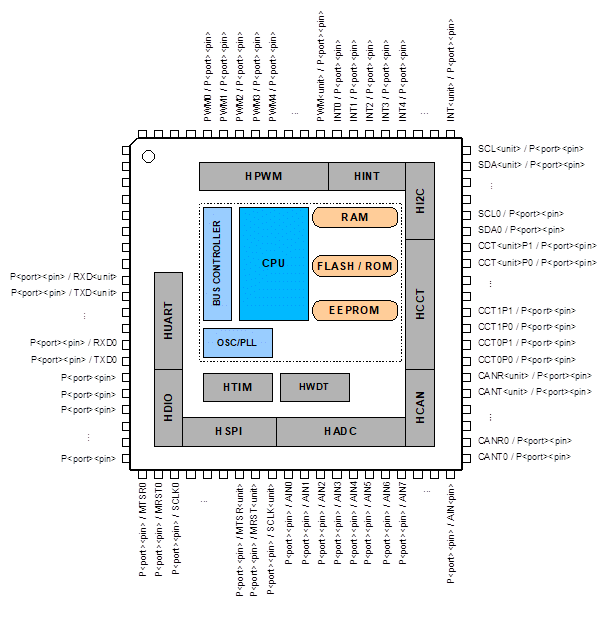 PWM0 / P<port><pin>
PWM1 / P<port><pin>
PWM2 / P<port><pin>
PWM3 / P<port><pin>
PWM4 / P<port><pin>
...
PWM<unit> / P<port><pin>
INT0 / P<port><pin>
INT1 / P<port><pin>
INT2 / P<port><pin>
INT3 / P<port><pin>
INT4 / P<port><pin>
...
INT<unit> / P<port><pin>
SCL<unit> / P<port><pin>
SDA<unit> / P<port><pin>
...
SCL0 / P<port><pin>
SDA0 / P<port><pin>
CCT<unit>P1 / P<port><pin>
CCT<unit>P0 / P<port><pin>
...
CCT1P1 / P<port><pin>
CCT1P0 / P<port><pin>
CCT0P1 / P<port><pin>
CCT0P0 / P<port><pin>
CANR<unit> / P<port><pin>
CANT<unit> / P<port><pin>
...
CANR0 / P<port><pin>
CANT0 / P<port><pin>
P<port><pin> / RXD<unit>
P<port><pin> / TXD<unit>
...
P<port><pin> / RXD0
P<port><pin> / TXD0
P<port><pin>
P<port><pin>
P<port><pin>
...
P<port><pin>
HPWM
HINT
HI2C
BUS CONTROLLER
CPU
RAM
FLASH / ROM
EEPROM
OSC/PLL
HUART
HCCT
HTIM
HWDT
HDIO
HCAN
HSPI
HADC
P<port><pin> / MTSR0
P<port><pin> / MRST0
P<port><pin> / SCLK0
...
P<port><pin> / MTSR<unit>
P<port><pin> / MRST<unit>
P<port><pin> / SCLK<unit>
P<port><pin> / AIN0
P<port><pin> / AIN1
P<port><pin> / AIN2
P<port><pin> / AIN3
P<port><pin> / AIN4
P<port><pin> / AIN5
P<port><pin> / AIN6
P<port><pin> / AIN7
...
P<port><pin> / AIN<pin>